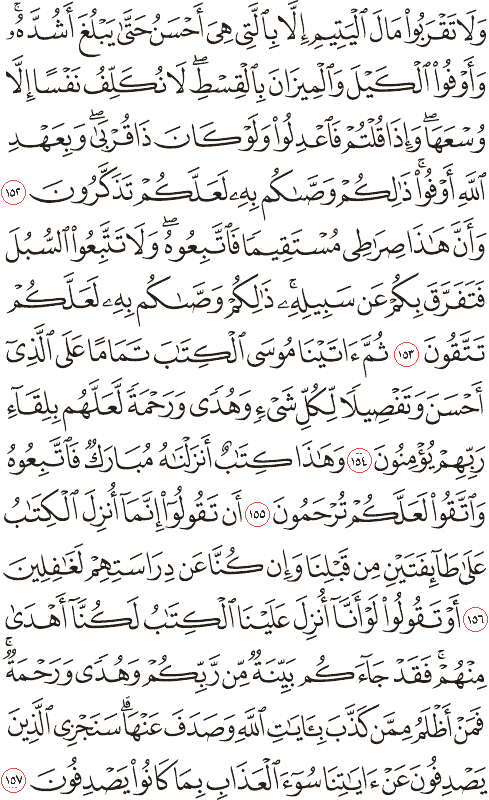 وَلَا تَقْرَبُوا۟ مَالَ ٱلْيَتِيمِ إِلَّا بِٱلَّتِى هِىَ أَحْسَنُ حَتَّىٰ يَبْلُغَ أَشُدَّهُۥ ۖ
وَأَوْفُوا۟ ٱلْكَيْلَ وَٱلْمِيزَانَ بِٱلْقِسْطِ ۖ لَا نُكَلِّفُ نَفْسًا إِلَّا
وُسْعَهَا ۖ وَإِذَا قُلْتُمْ فَٱعْدِلُوا۟ وَلَوْ كَانَ ذَا قُرْبَىٰ ۖ وَبِعَهْدِ
ٱللَّهِ أَوْفُوا۟ ۚ ذَٰلِكُمْ وَصَّىٰكُم بِهِۦ لَعَلَّكُمْ تَذَكَّرُونَ ١٥٢
وَأَنَّ هَٰذَا صِرَٰطِى مُسْتَقِيمًا فَٱتَّبِعُوهُ ۖ وَلَا تَتَّبِعُوا۟ ٱلسُّبُلَ
فَتَفَرَّقَ بِكُمْ عَن سَبِيلِهِۦ ۚ ذَٰلِكُمْ وَصَّىٰكُم بِهِۦ لَعَلَّكُمْ
تَتَّقُونَ ١٥٣ ثُمَّ ءَاتَيْنَا مُوسَى ٱلْكِتَٰبَ تَمَامًا عَلَى ٱلَّذِىٓ
أَحْسَنَ وَتَفْصِيلًا لِّكُلِّ شَىْءٍ وَهُدًى وَرَحْمَةً لَّعَلَّهُم بِلِقَآءِ
رَبِّهِمْ يُؤْمِنُونَ ١٥٤ وَهَٰذَا كِتَٰبٌ أَنزَلْنَٰهُ مُبَارَكٌ فَٱتَّبِعُوهُ
وَٱتَّقُوا۟ لَعَلَّكُمْ تُرْحَمُونَ ١٥٥ أَن تَقُولُوٓا۟ إِنَّمَآ أُنزِلَ ٱلْكِتَٰبُ
عَلَىٰ طَآئِفَتَيْنِ مِن قَبْلِنَا وَإِن كُنَّا عَن دِرَاسَتِهِمْ لَغَٰفِلِينَ
١٥٦ أَوْ تَقُولُوا۟ لَوْ أَنَّآ أُنزِلَ عَلَيْنَا ٱلْكِتَٰبُ لَكُنَّآ أَهْدَىٰ
مِنْهُمْ ۚ فَقَدْ جَآءَكُم بَيِّنَةٌ مِّن رَّبِّكُمْ وَهُدًى وَرَحْمَةٌ ۚ
فَمَنْ أَظْلَمُ مِمَّن كَذَّبَ بِـَٔايَٰتِ ٱللَّهِ وَصَدَفَ عَنْهَا ۗ سَنَجْزِى ٱلَّذِينَ
يَصْدِفُونَ عَنْ ءَايَٰتِنَا سُوٓءَ ٱلْعَذَابِ بِمَا كَانُوا۟ يَصْدِفُونَ ١٥٧